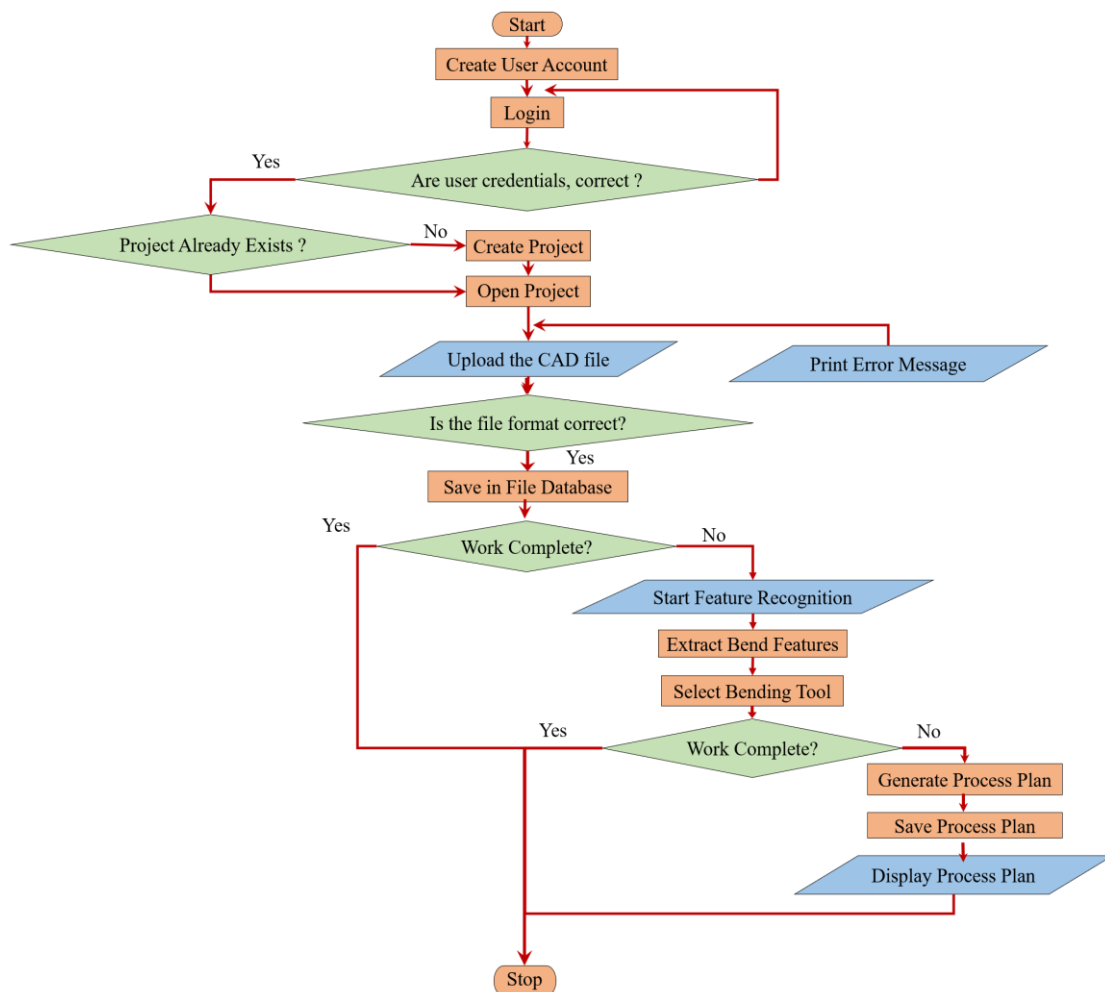 Start
Create User Account
Login
Yes
Are user credentials, correct ?
Project Already Exists ?
No
Create Project
Open Project
Upload the CAD file
Print Error Message
Is the file format correct?
Yes
Save in File Database
Yes
Work Complete?
No
Start Feature Recognition
Extract Bend Features
Select Bending Tool
Yes
Work Complete?
No
Generate Process Plan
Save Process Plan
Display Process Plan
Stop